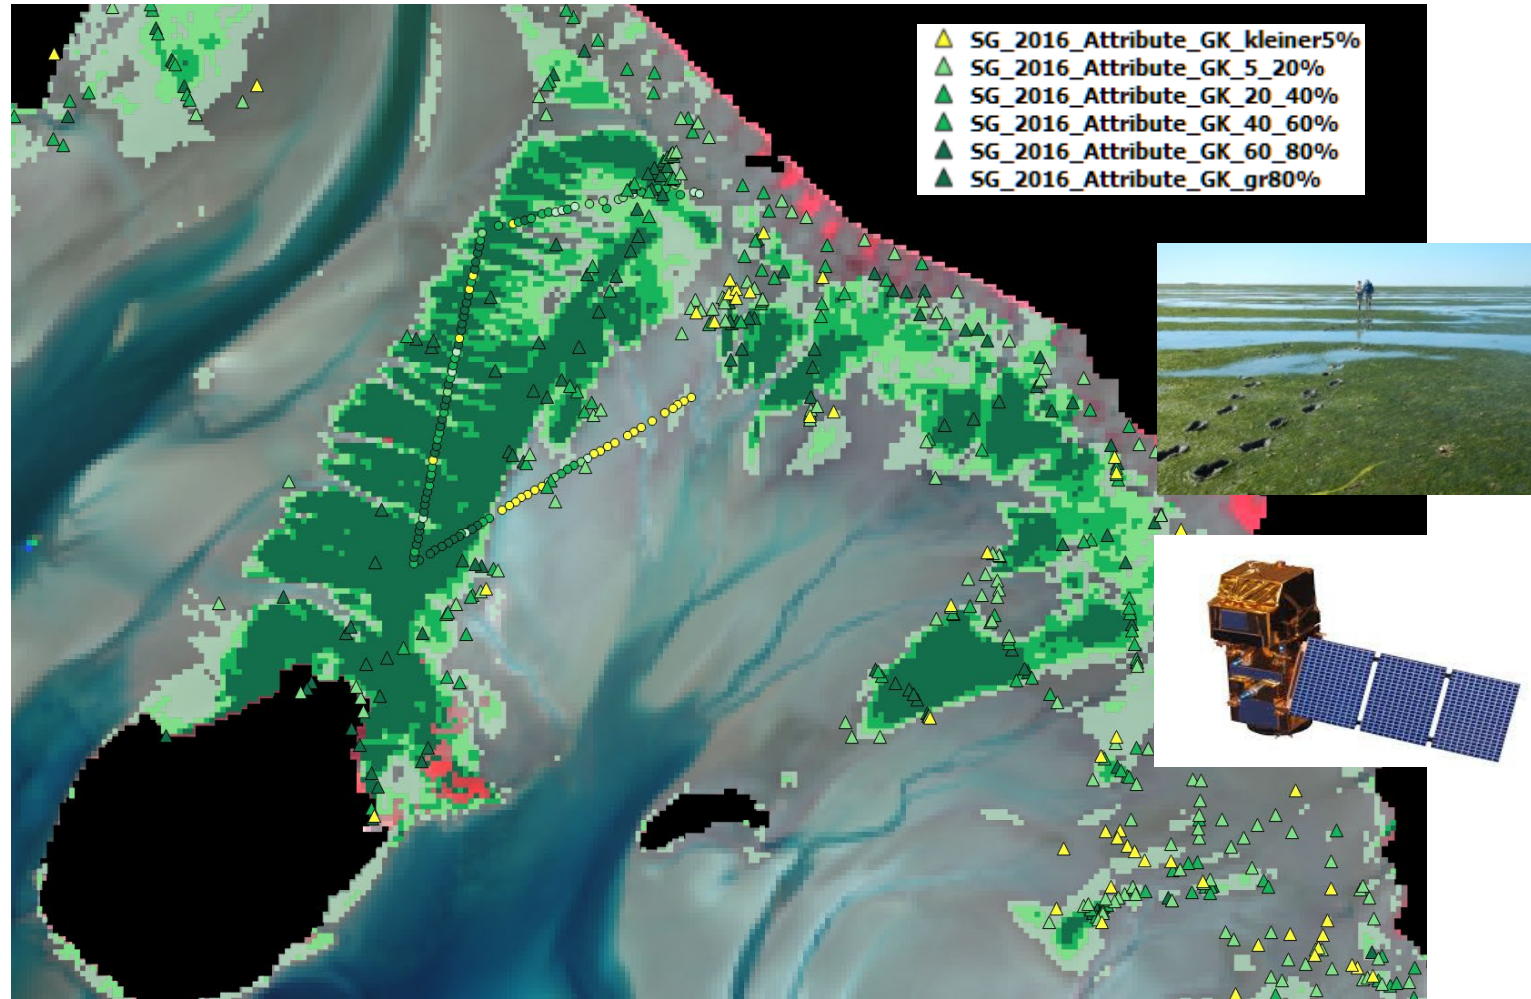 SG_2016_Attribute_GK_kleiner5%
SG_2016_Attribute_GK_5_20%
SG_2016_Attribute_GK_20_40%
SG_2016_Attribute_GK_40_60%
SG_2016_Attribute_GK_60_80%
SG_2016_Attribute_GK_gr80%